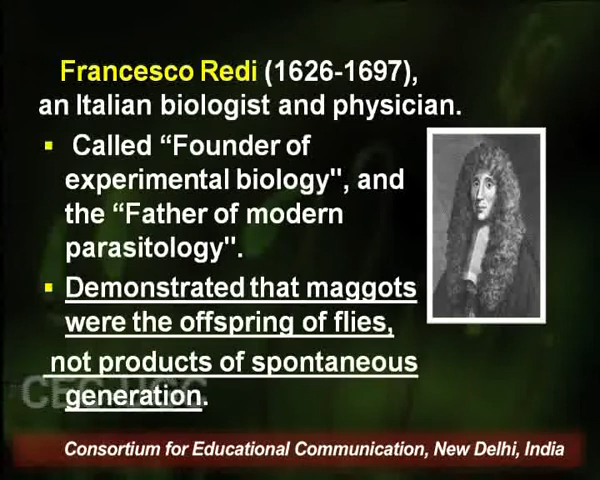 Francesco Redi (1626-1697),
an Italian biologist and physician.
▪ Called “Founder of
experimental biology", and
the “Father of modern
parasitology".
▪ Demonstrated that maggots
were the offspring of flies,
not products of spontaneous
generation.
CEC-UGC
Consortium for Educational Communication, New Delhi, India